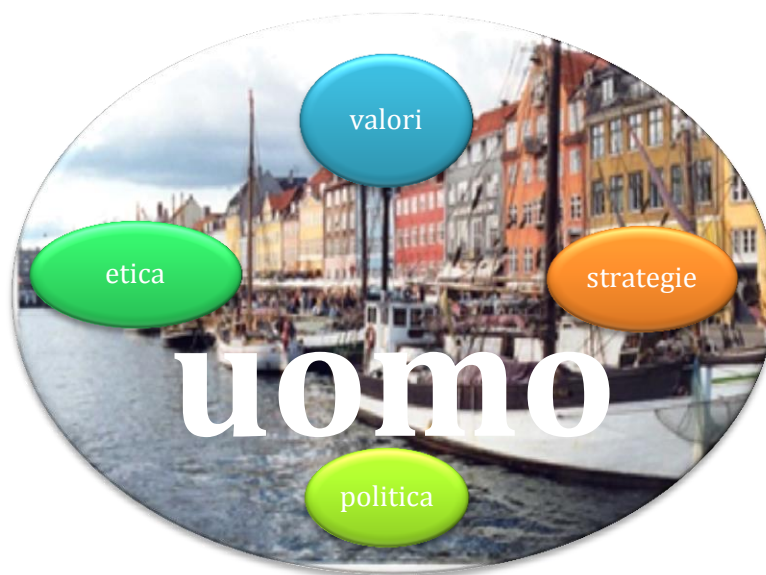 valori
etica
strategie
uomo
politica